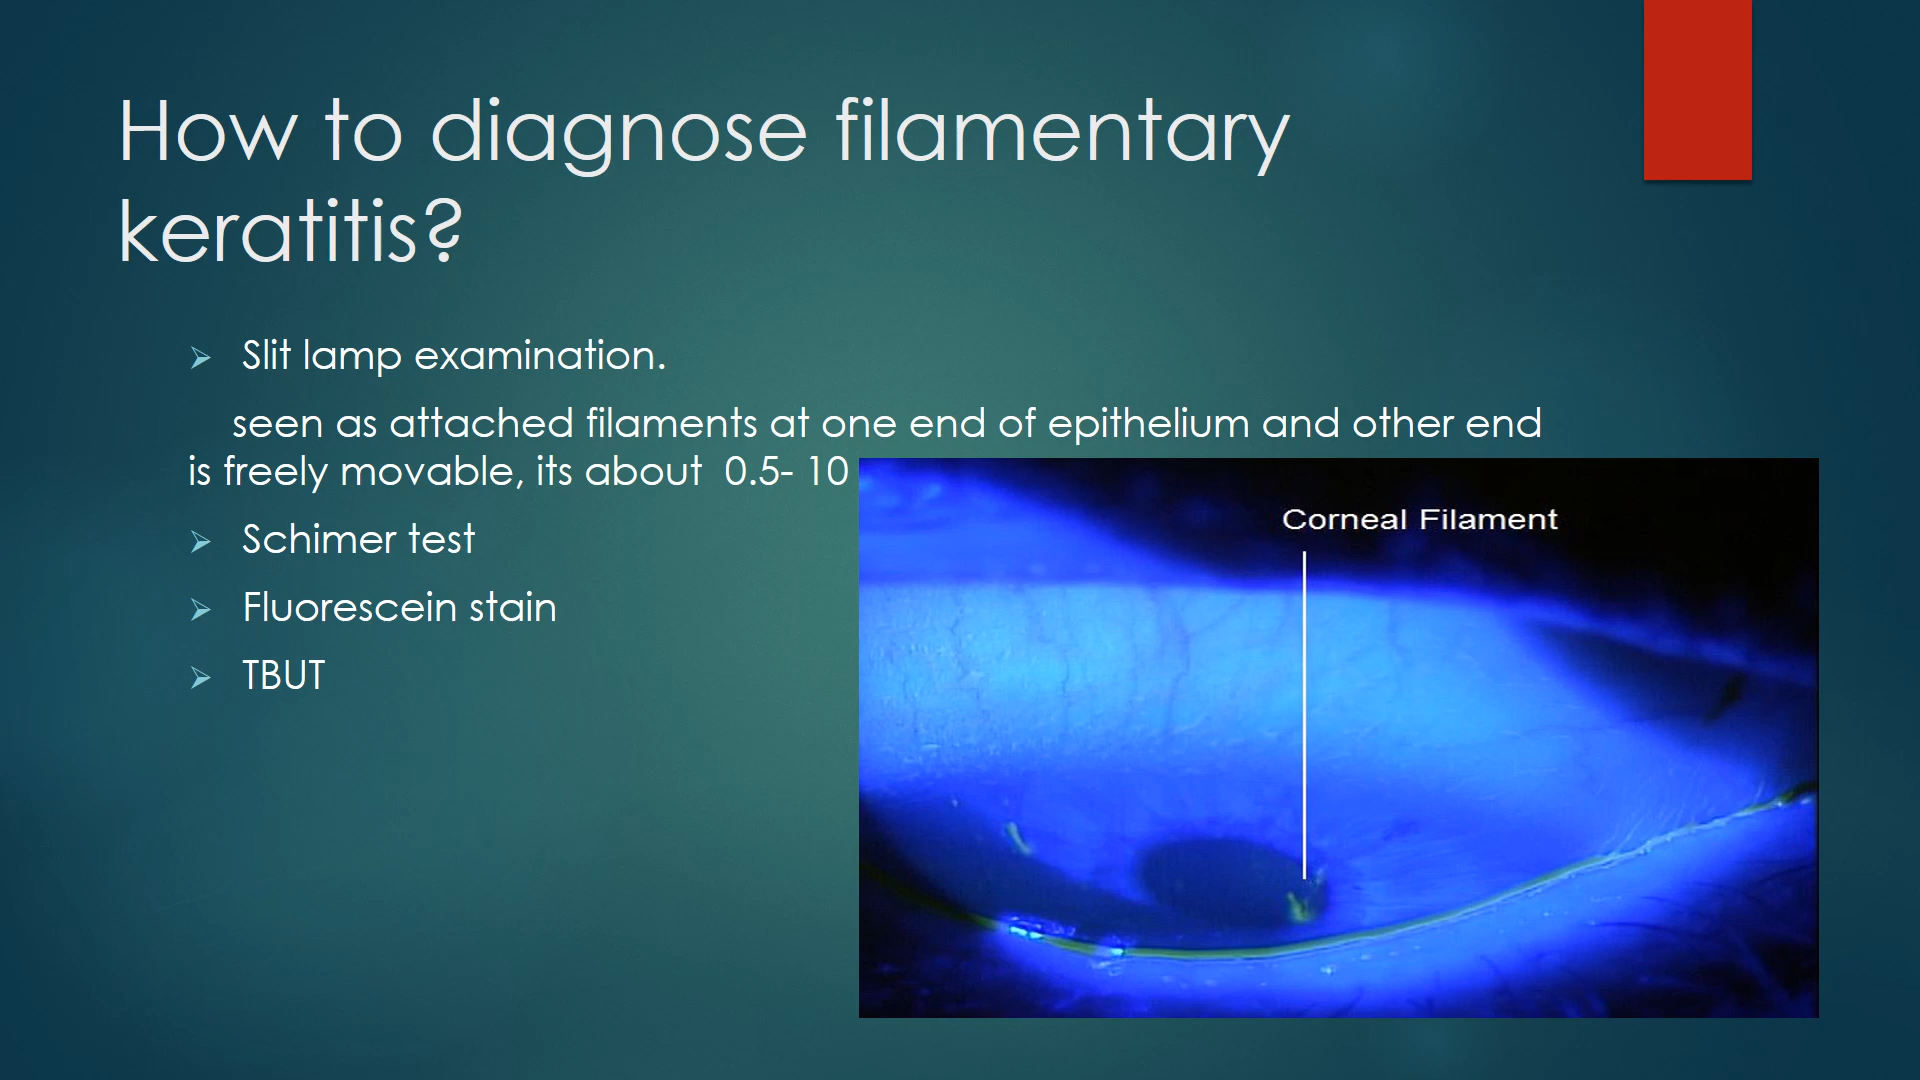 How to diagnose filamentary
keratitis?
Slit lamp examination.
seen as attached filaments at one end of epithelium and other end
is freely movable, its about 0.5- 10
Schimer test
Fluorescein stain
TBUT
Corneal Filament